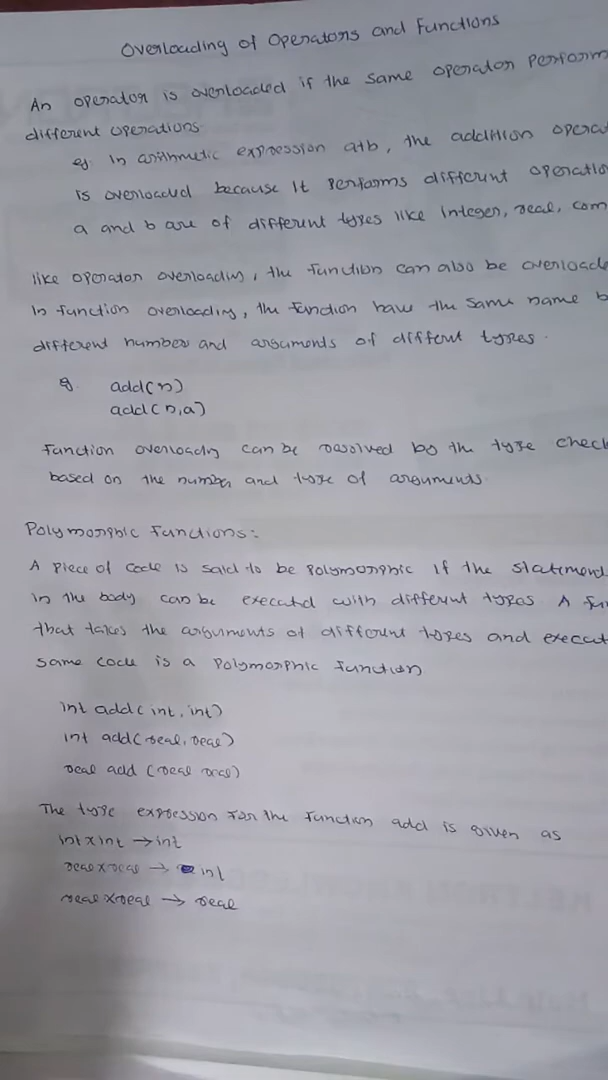 Overloading of Operators and Functions
An operator is overloaded if the same operator perform
different operations
eg In arithmetic expression a+b, the addition operat
is overloaded because It performs different operatio
a and b are of different types like Integer, real, com
like operator overloading, the function can also be overload
In function overloading, the function have the same name b
different number and arguments of different types.
eg. add(n)
add(n,a)
Function overloading can be resolved by the type check
based on the number and type of arguments.
Polymorphic functions:
A piece of code is said to be Polymorphic if the statement
in the body can be executed with different types A fu
that takes the arguments of different types and execut
same code is a Polymorphic function
int add(int, int)
int add(real, real)
real add (real real)
The type expression for the function add is given as
int x int → int
real x real → int
real x real → real